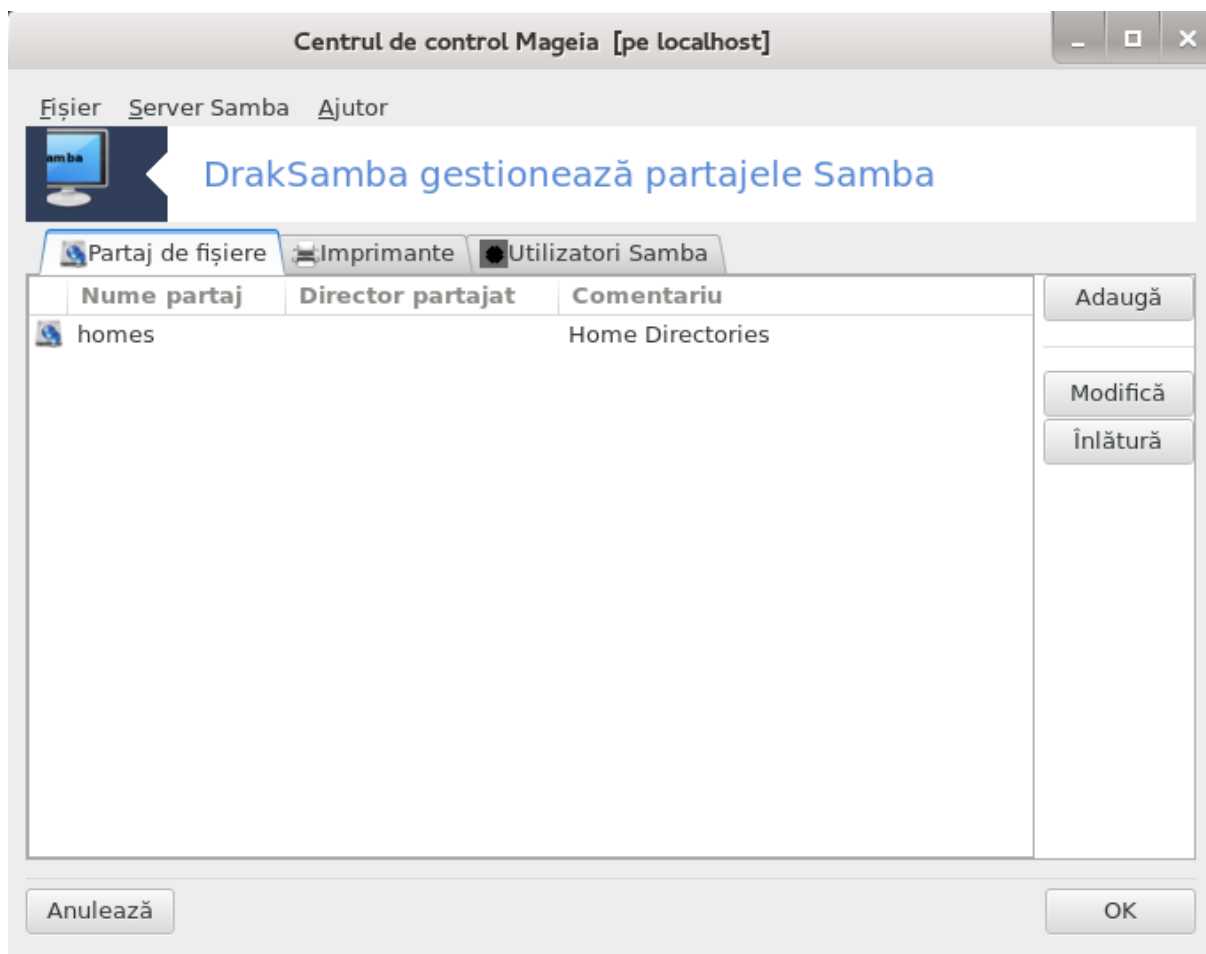 Centrul de control Mageia [pe localhost]
Fișier Server Samba Ajutor
amba
DrakSamba gestionează partajele Samba
Partaj de fișiere Imprimante Utilizatori Samba
Nume partaj Director partajat Comentariu Adaugă
homes Home Directories
Modifică
Înlătură
Anulează OK